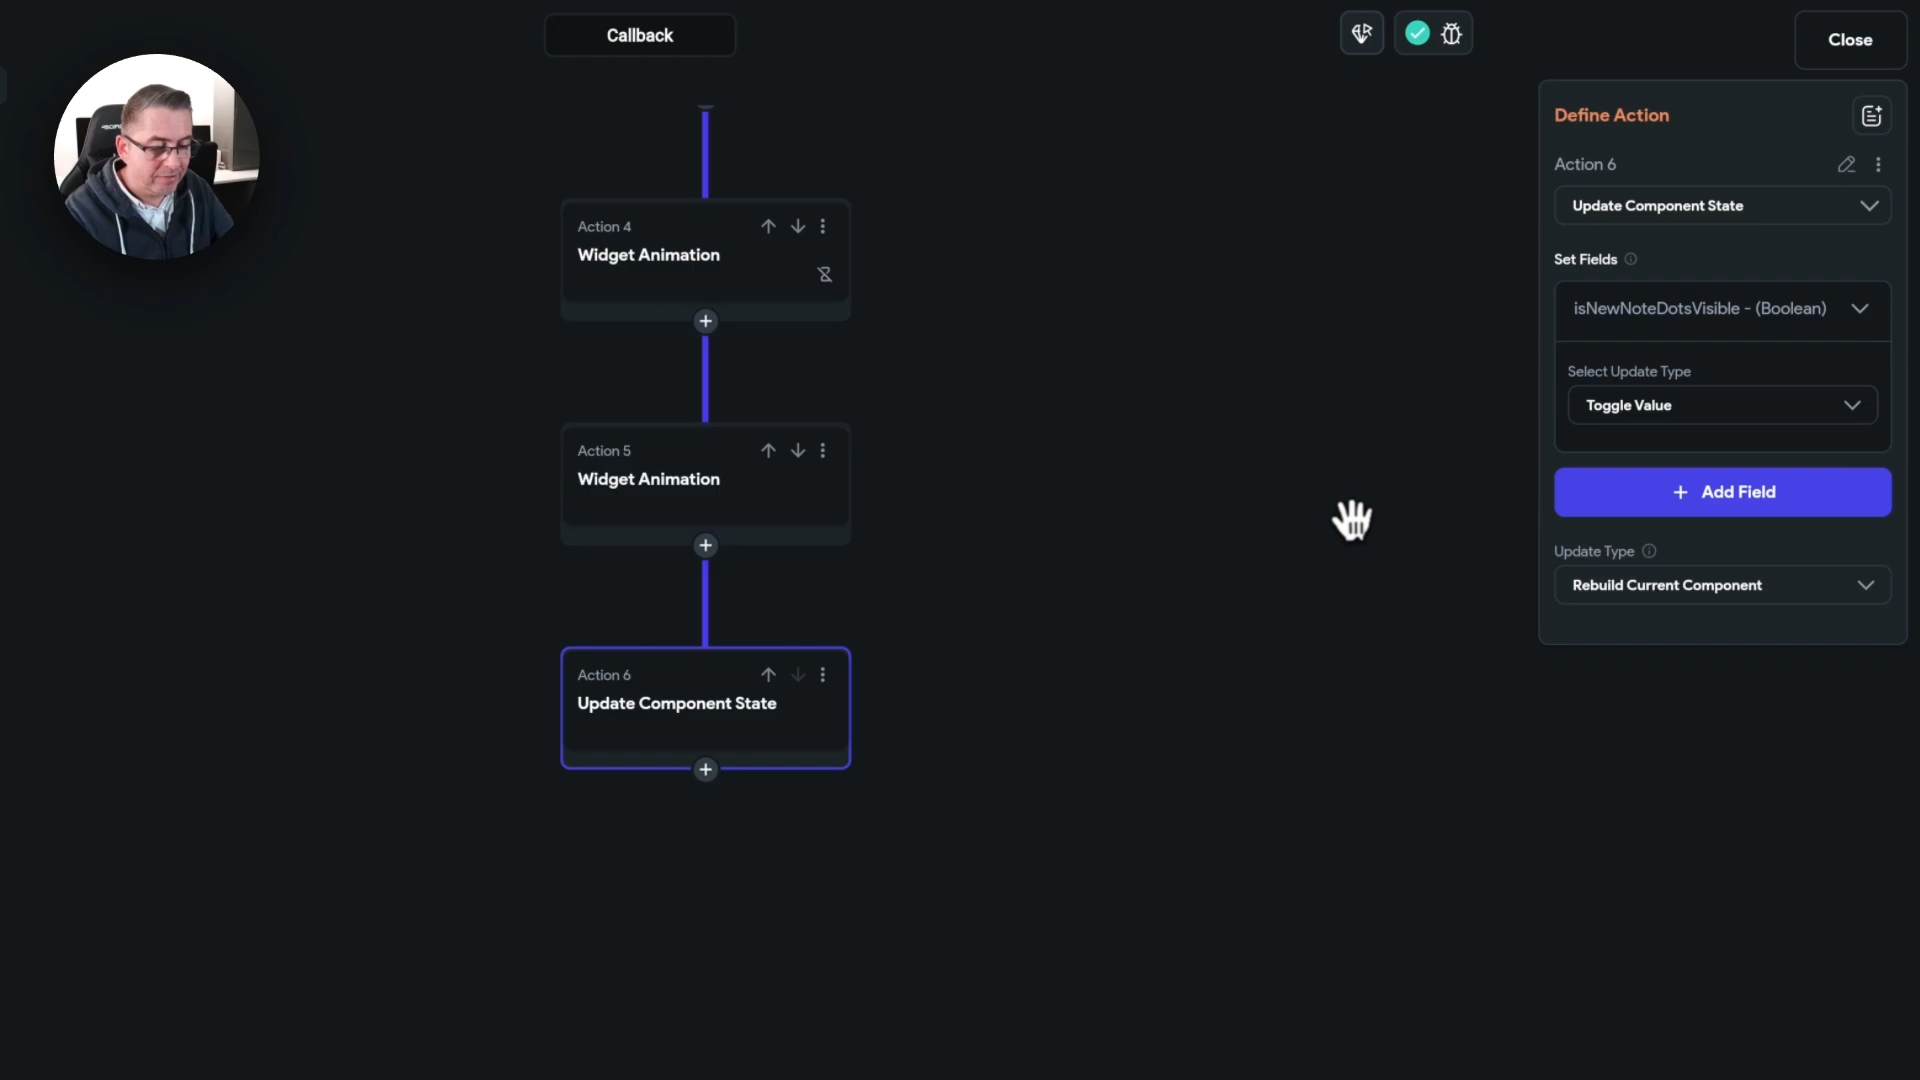 Callback
Close
Define Action
Action 6
Update Component State
Set Fields
isNewNoteDotsVisible - (Boolean)
Select Update Type
Toggle Value
+ Add Field
Update Type
Rebuild Current Component
Action 4
Widget Animation
Action 5
Widget Animation
Action 6
Update Component State